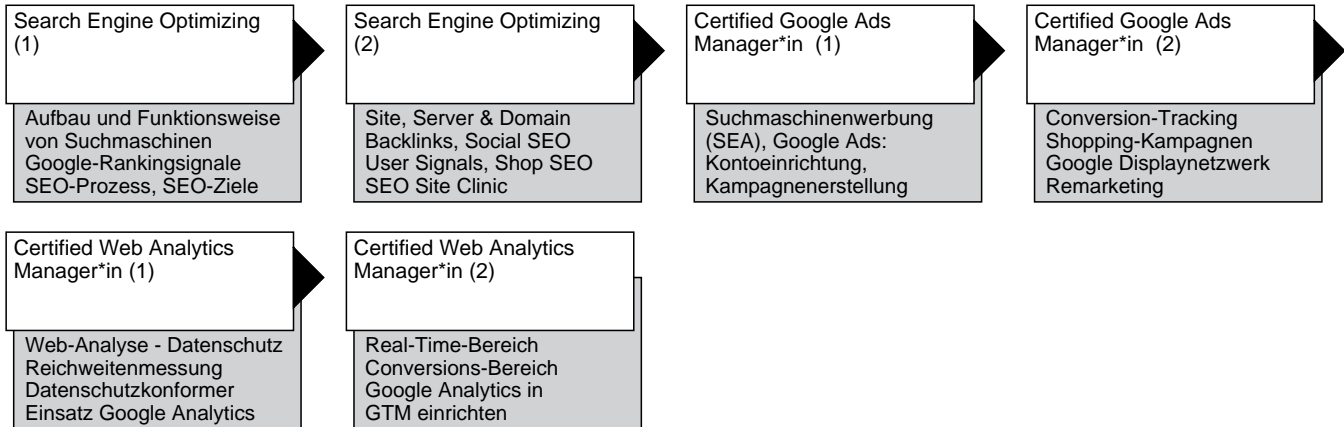 Search Engine Optimizing
(1)
Aufbau und Funktionsweise
von Suchmaschinen
Google-Rankingsignale
SEO-Prozess, SEO-Ziele
Search Engine Optimizing
(2)
Site, Server & Domain
Backlinks, Social SEO
User Signals, Shop SEO
SEO Site Clinic
Certified Google Ads
Manager*in (1)
Suchmaschinenwerbung
(SEA), Google Ads:
Kontoeinrichtung,
Kampagnenerstellung
Certified Google Ads
Manager*in (2)
Conversion-Tracking
Shopping-Kampagnen
Google Displaynetzwerk
Remarketing
Certified Web Analytics
Manager*in (1)
Web-Analyse - Datenschutz
Reichweitenmessung
Datenschutzkonformer
Einsatz Google Analytics
Certified Web Analytics
Manager*in (2)
Real-Time-Bereich
Conversions-Bereich
Google Analytics in
GTM einrichten